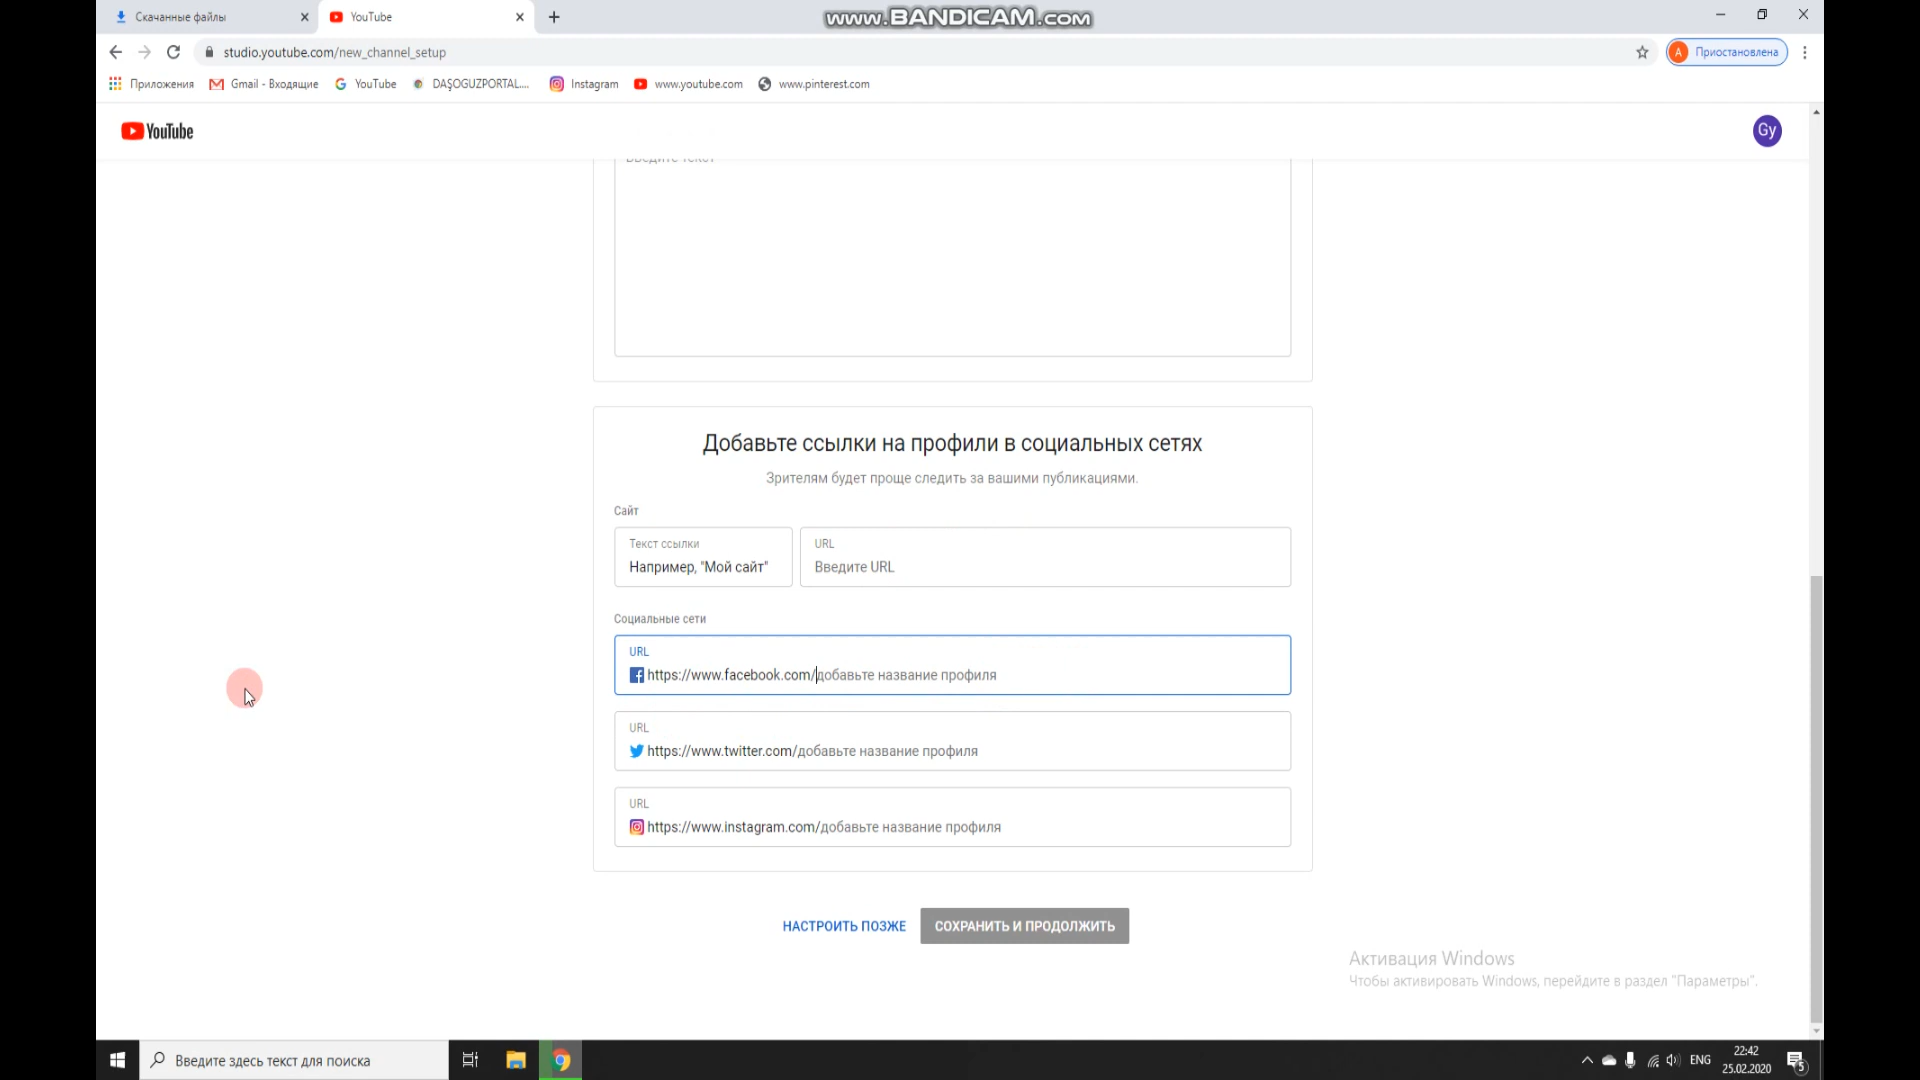 Скачанные файлы
YouTube
www.BANDICAM.com
studio.youtube.com/new_channel_setup
А
Приостановлена
Приложения
Gmail - Входящие
YouTube
DAŞOGUZPORTAL....
Instagram
www.youtube.com
www.pinterest.com
YouTube
Gy
Введите текст
Добавьте ссылки на профили в социальных сетях
Зрителям будет проще следить за вашими публикациями.
Сайт
Текст ссылки
Например, "Мой сайт"
URL
Введите URL
Социальные сети
URL
https://www.facebook.com/добавьте название профиля
URL
https://www.twitter.com/добавьте название профиля
URL
https://www.instagram.com/добавьте название профиля
НАСТРОИТЬ ПОЗЖЕ
СОХРАНИТЬ И ПРОДОЛЖИТЬ
Активация Windows
Чтобы активировать Windows, перейдите в раздел "Параметры".
Введите здесь текст для поиска
ENG
22:42
25.02.2020
5